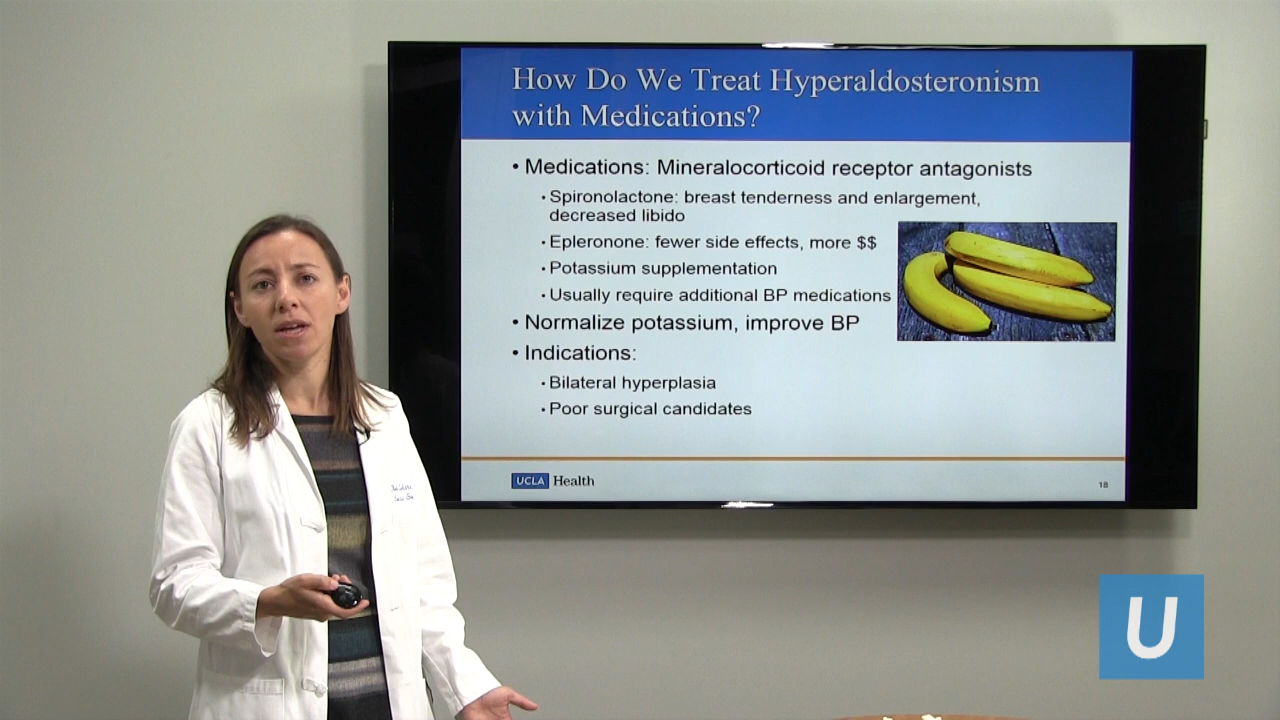 How Do We Treat Hyperaldosteronism
with Medications?
• Medications: Mineralocorticoid receptor antagonists
• Spironolactone: breast tenderness and enlargement,
decreased libido
• Epleronone: fewer side effects, more $$
• Potassium supplementation
• Usually require additional BP medications
• Normalize potassium, improve BP
• Indications:
• Bilateral hyperplasia
• Poor surgical candidates
UCLA Health
18
U